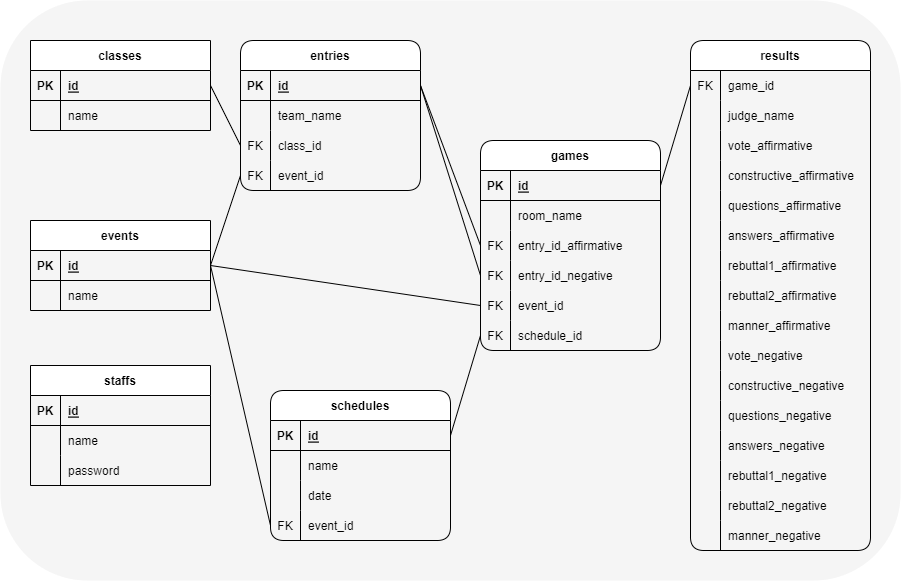 classes
PK id
name
entries
PK id
team_name
FK class_id
FK event_id
results
FK game_id
judge_name
vote_affirmative
constructive_affirmative
questions_affirmative
answers_affirmative
rebuttal1_affirmative
rebuttal2_affirmative
manner_affirmative
vote_negative
constructive_negative
questions_negative
answers_negative
rebuttal1_negative
rebuttal2_negative
manner_negative
games
PK id
room_name
FK entry_id_affirmative
FK entry_id_negative
FK event_id
FK schedule_id
events
PK id
name
staffs
PK id
name
password
schedules
PK id
name
date
FK event_id